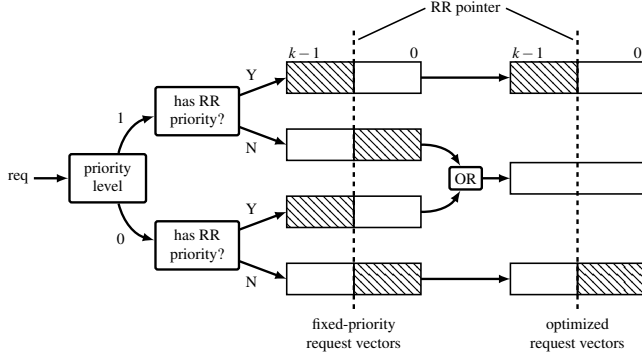 RR pointer
k − 1
0
k − 1
0
Y
has RR
priority?
N
1
req
priority
level
OR
0
Y
has RR
priority?
N
fixed-priority
request vectors
optimized
request vectors